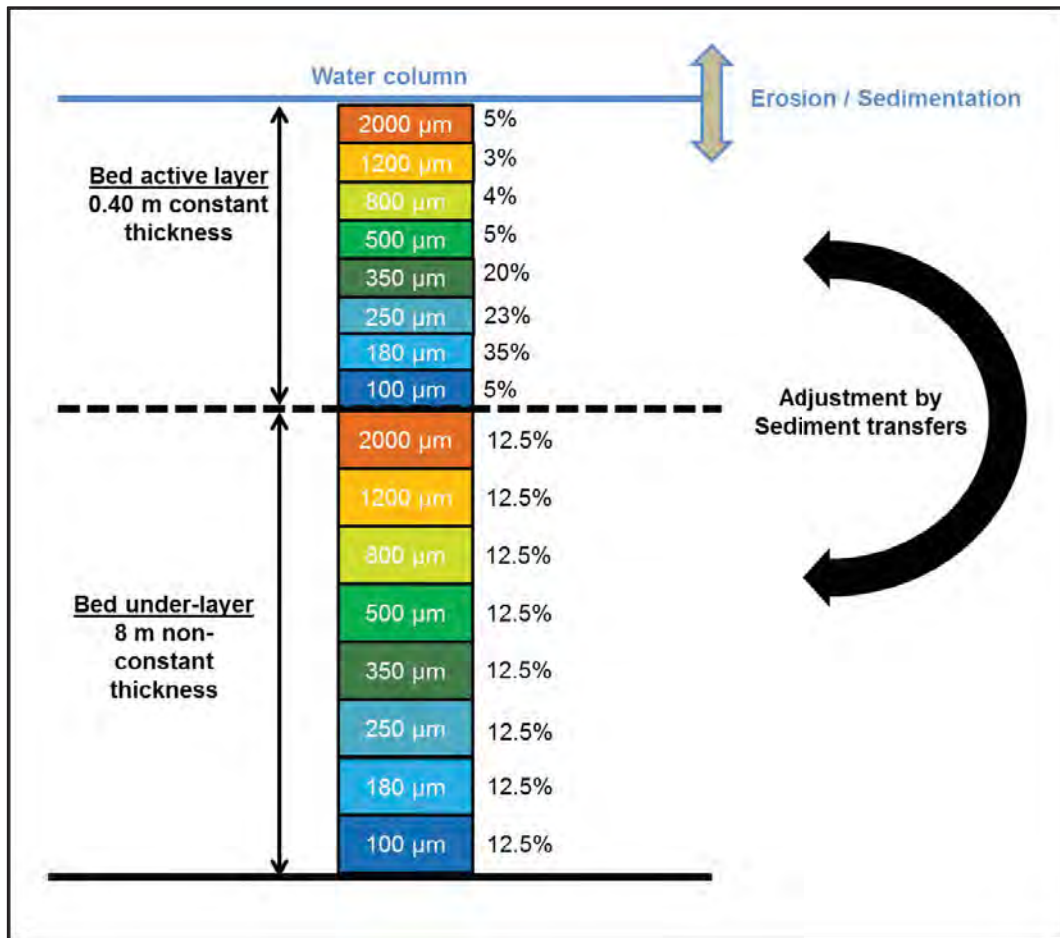 Water column
Erosion / Sedimentation
Bed active layer
0.40 m constant
thickness
2000 µm 5%
1200 µm 3%
800 µm 4%
500 µm 5%
350 µm 20%
250 µm 23%
180 µm 35%
100 µm 5%
Adjustment by
Sediment transfers
Bed under-layer
8 m non-
constant
thickness
2000 µm 12.5%
1200 µm 12.5%
800 µm 12.5%
500 µm 12.5%
350 µm 12.5%
250 µm 12.5%
180 µm 12.5%
100 µm 12.5%